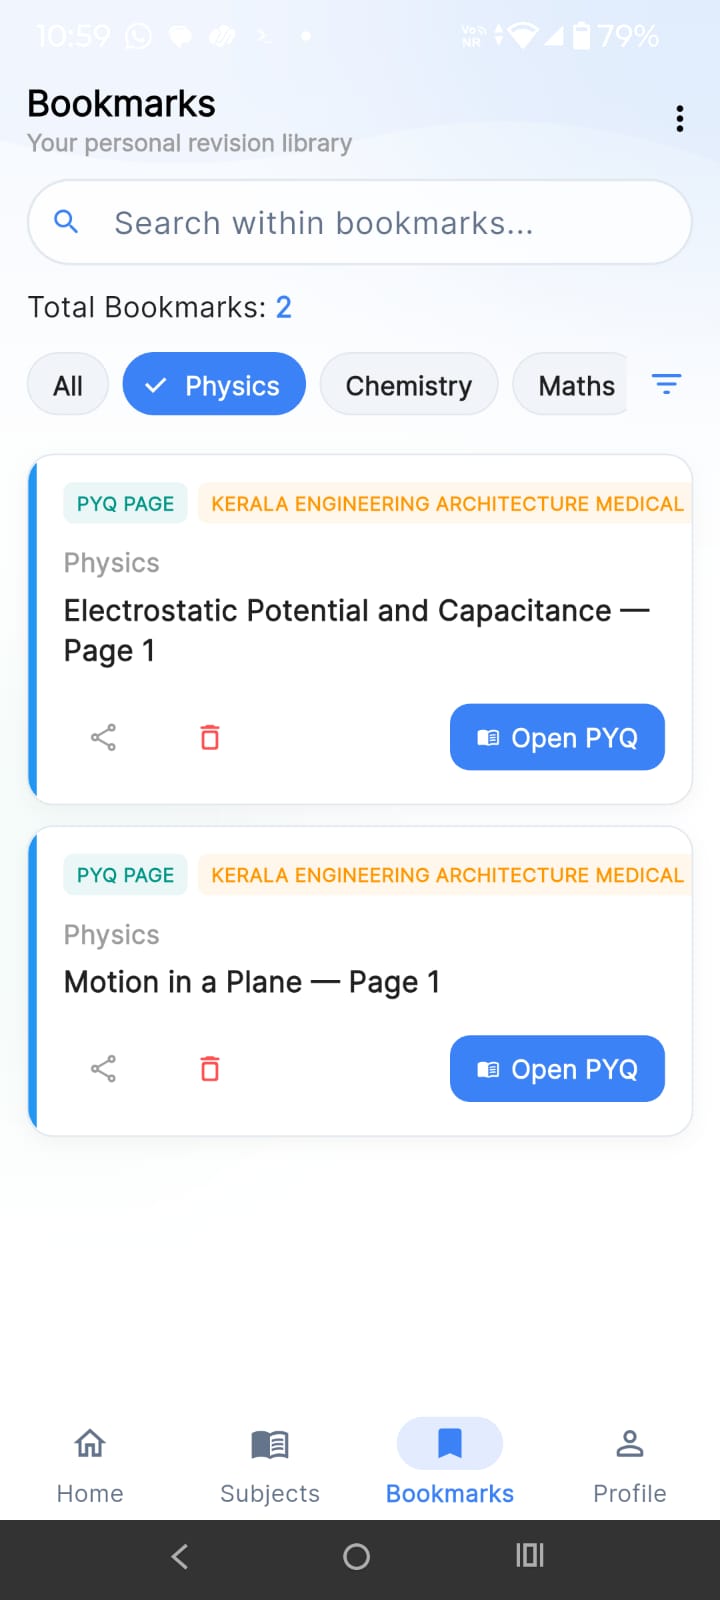 10:59
Vo
NR
79%
Bookmarks
Your personal revision library
Search within bookmarks...
Total Bookmarks: 2
All
Physics
Chemistry
Maths
PYQ PAGE
KERALA ENGINEERING ARCHITECTURE MEDICAL
Physics
Electrostatic Potential and Capacitance —
Page 1
Open PYQ
PYQ PAGE
KERALA ENGINEERING ARCHITECTURE MEDICAL
Physics
Motion in a Plane — Page 1
Open PYQ
Home
Subjects
Bookmarks
Profile